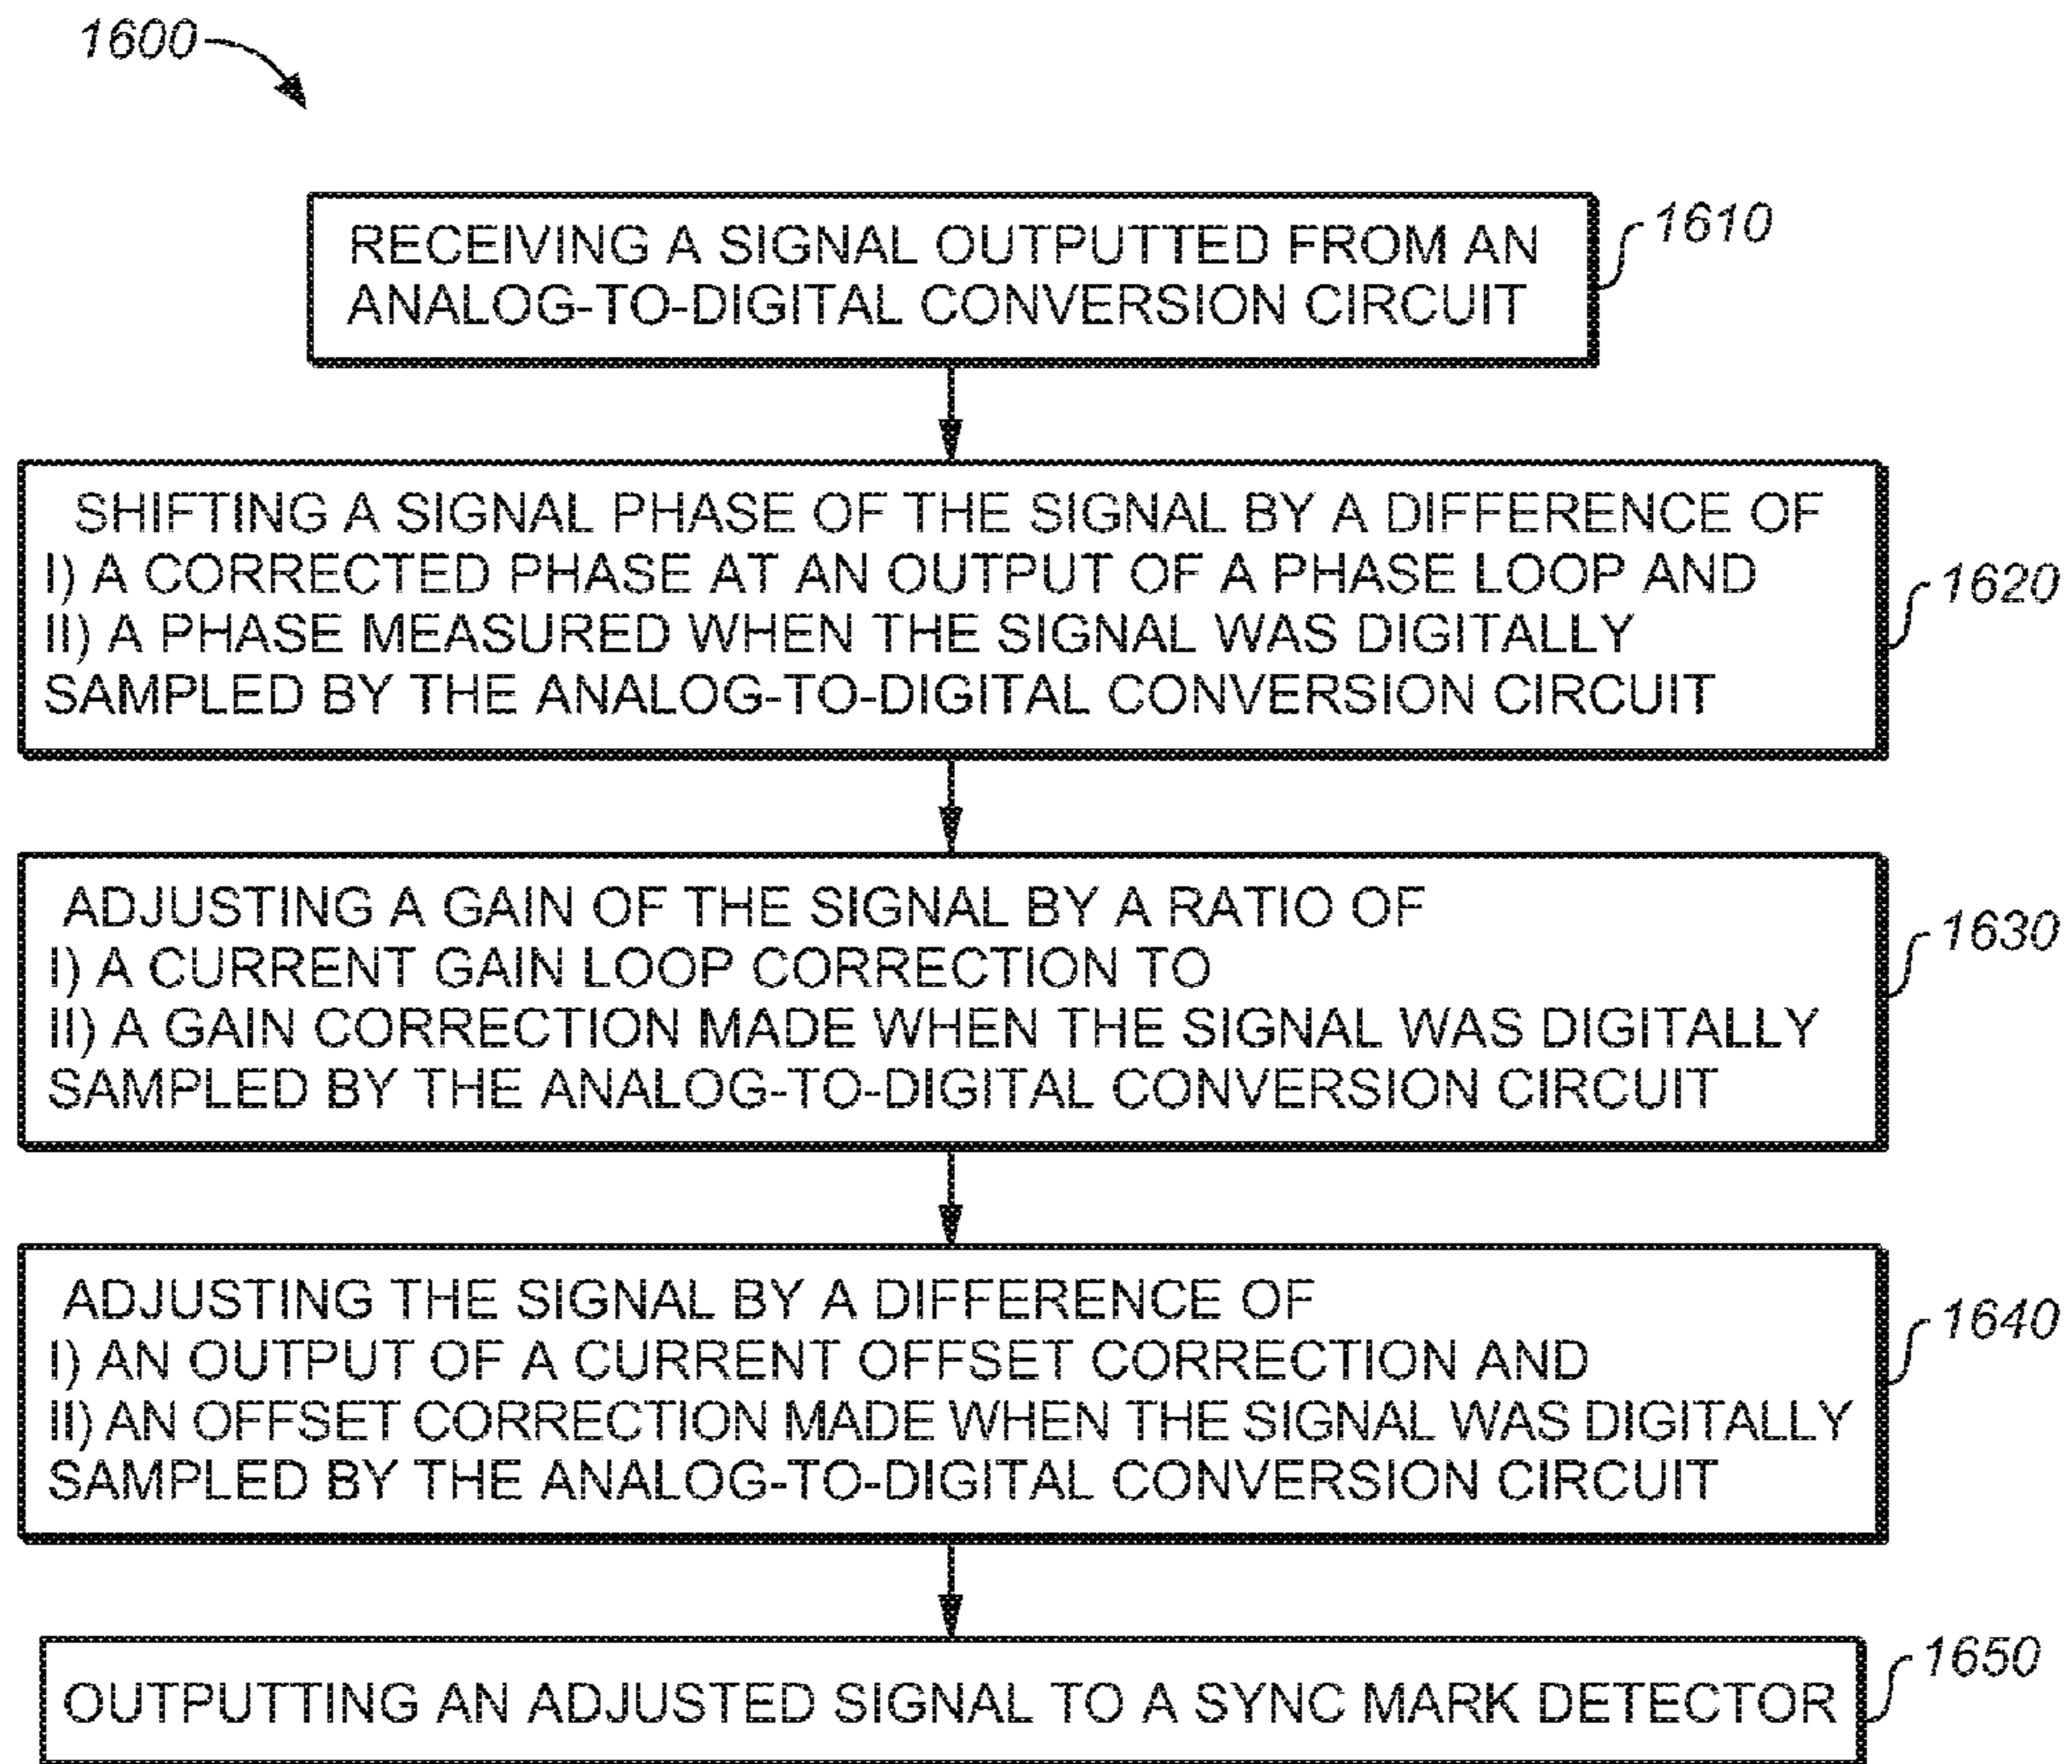 1600
RECEIVING A SIGNAL OUTPUTTED FROM AN
ANALOG-TO-DIGITAL CONVERSION CIRCUIT
1610
SHIFTING A SIGNAL PHASE OF THE SIGNAL BY A DIFFERENCE OF
I) A CORRECTED PHASE AT AN OUTPUT OF A PHASE LOOP AND
II) A PHASE MEASURED WHEN THE SIGNAL WAS DIGITALLY
SAMPLED BY THE ANALOG-TO-DIGITAL CONVERSION CIRCUIT
1620
ADJUSTING A GAIN OF THE SIGNAL BY A RATIO OF
I) A CURRENT GAIN LOOP CORRECTION TO
II) A GAIN CORRECTION MADE WHEN THE SIGNAL WAS DIGITALLY
SAMPLED BY THE ANALOG-TO-DIGITAL CONVERSION CIRCUIT
1630
ADJUSTING THE SIGNAL BY A DIFFERENCE OF
I) AN OUTPUT OF A CURRENT OFFSET CORRECTION AND
II) AN OFFSET CORRECTION MADE WHEN THE SIGNAL WAS DIGITALLY
SAMPLED BY THE ANALOG-TO-DIGITAL CONVERSION CIRCUIT
1640
OUTPUTTING AN ADJUSTED SIGNAL TO A SYNC MARK DETECTOR
1650